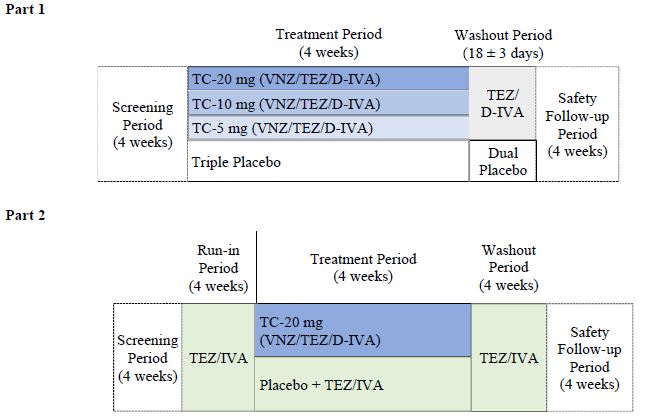 Part 1
Treatment Period
(4 weeks)
Washout Period
(18 ± 3 days)
Screening
Period
(4 weeks)
TC-20 mg (VNZ/TEZ/D-IVA)
TC-10 mg (VNZ/TEZ/D-IVA)
TC-5 mg (VNZ/TEZ/D-IVA)
Triple Placebo
TEZ/
D-IVA
Dual
Placebo
Safety
Follow-up
Period
(4 weeks)
Part 2
Run-in
Period
(4 weeks)
Treatment Period
(4 weeks)
Washout
Period
(4 weeks)
Screening
Period
(4 weeks)
TEZ/IVA
TC-20 mg
(VNZ/TEZ/D-IVA)
Placebo + TEZ/IVA
TEZ/IVA
Safety
Follow-up
Period
(4 weeks)